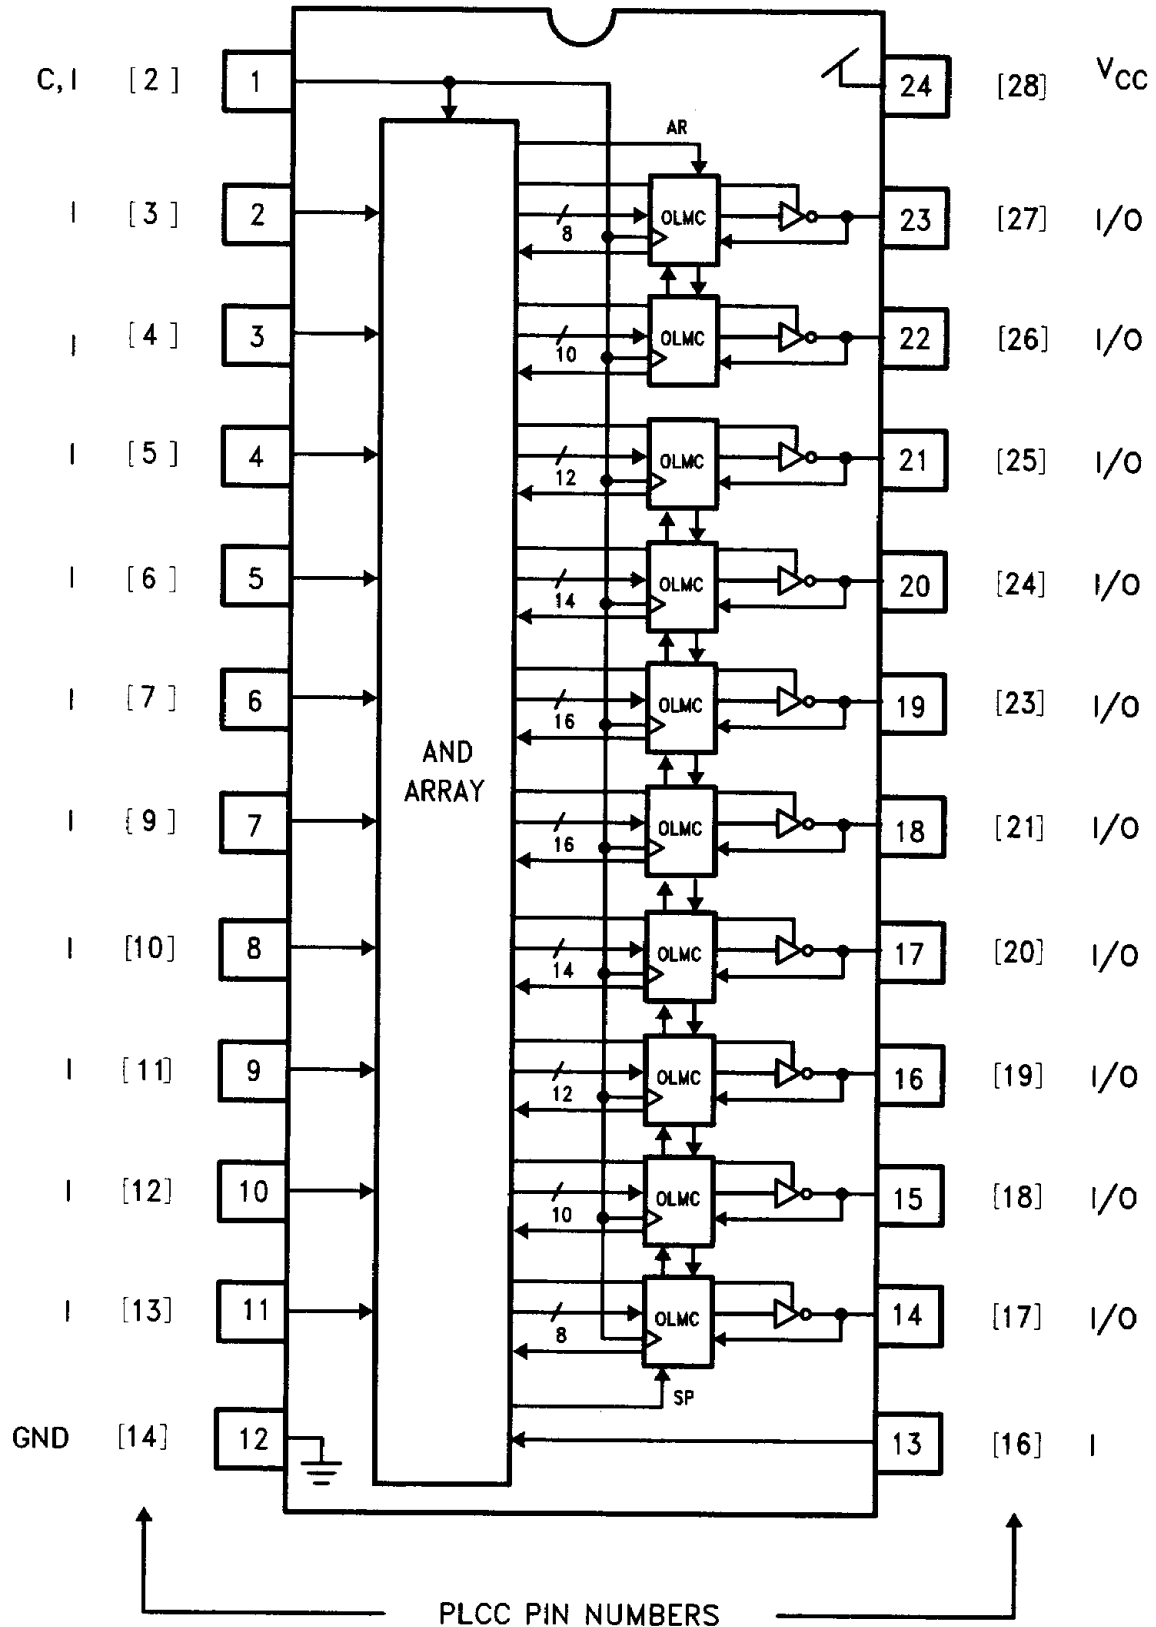 C, I [2] 1 24 [28] VCC
AR
I [3] 2 8 OLMC 23 [27] I/O
I [4] 3 10 OLMC 22 [26] I/O
I [5] 4 12 OLMC 21 [25] I/O
I [6] 5 14 OLMC 20 [24] I/O
I [7] 6 16 OLMC 19 [23] I/O
AND
ARRAY
I [9] 7 16 OLMC 18 [21] I/O
I [10] 8 14 OLMC 17 [20] I/O
I [11] 9 12 OLMC 16 [19] I/O
I [12] 10 10 OLMC 15 [18] I/O
I [13] 11 8 OLMC 14 [17] I/O
SP
GND [14] 12 13 [16] I
PLCC PIN NUMBERS